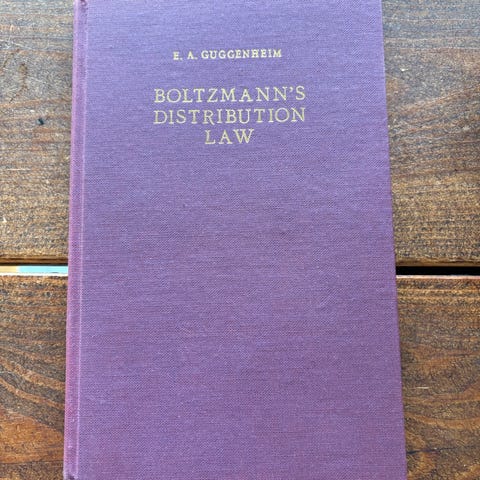 E. A. GUGGENHEIM
BOLTZMANN'S
DISTRIBUTION
LAW